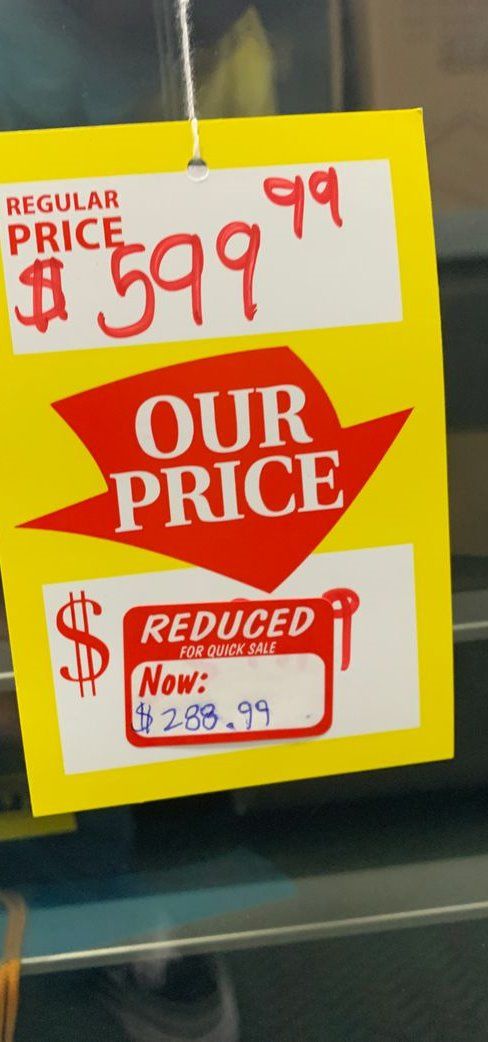 REGULAR
PRICE
$ 599 99
OUR
PRICE
$
REDUCED
FOR QUICK SALE
Now:
$ 288.99